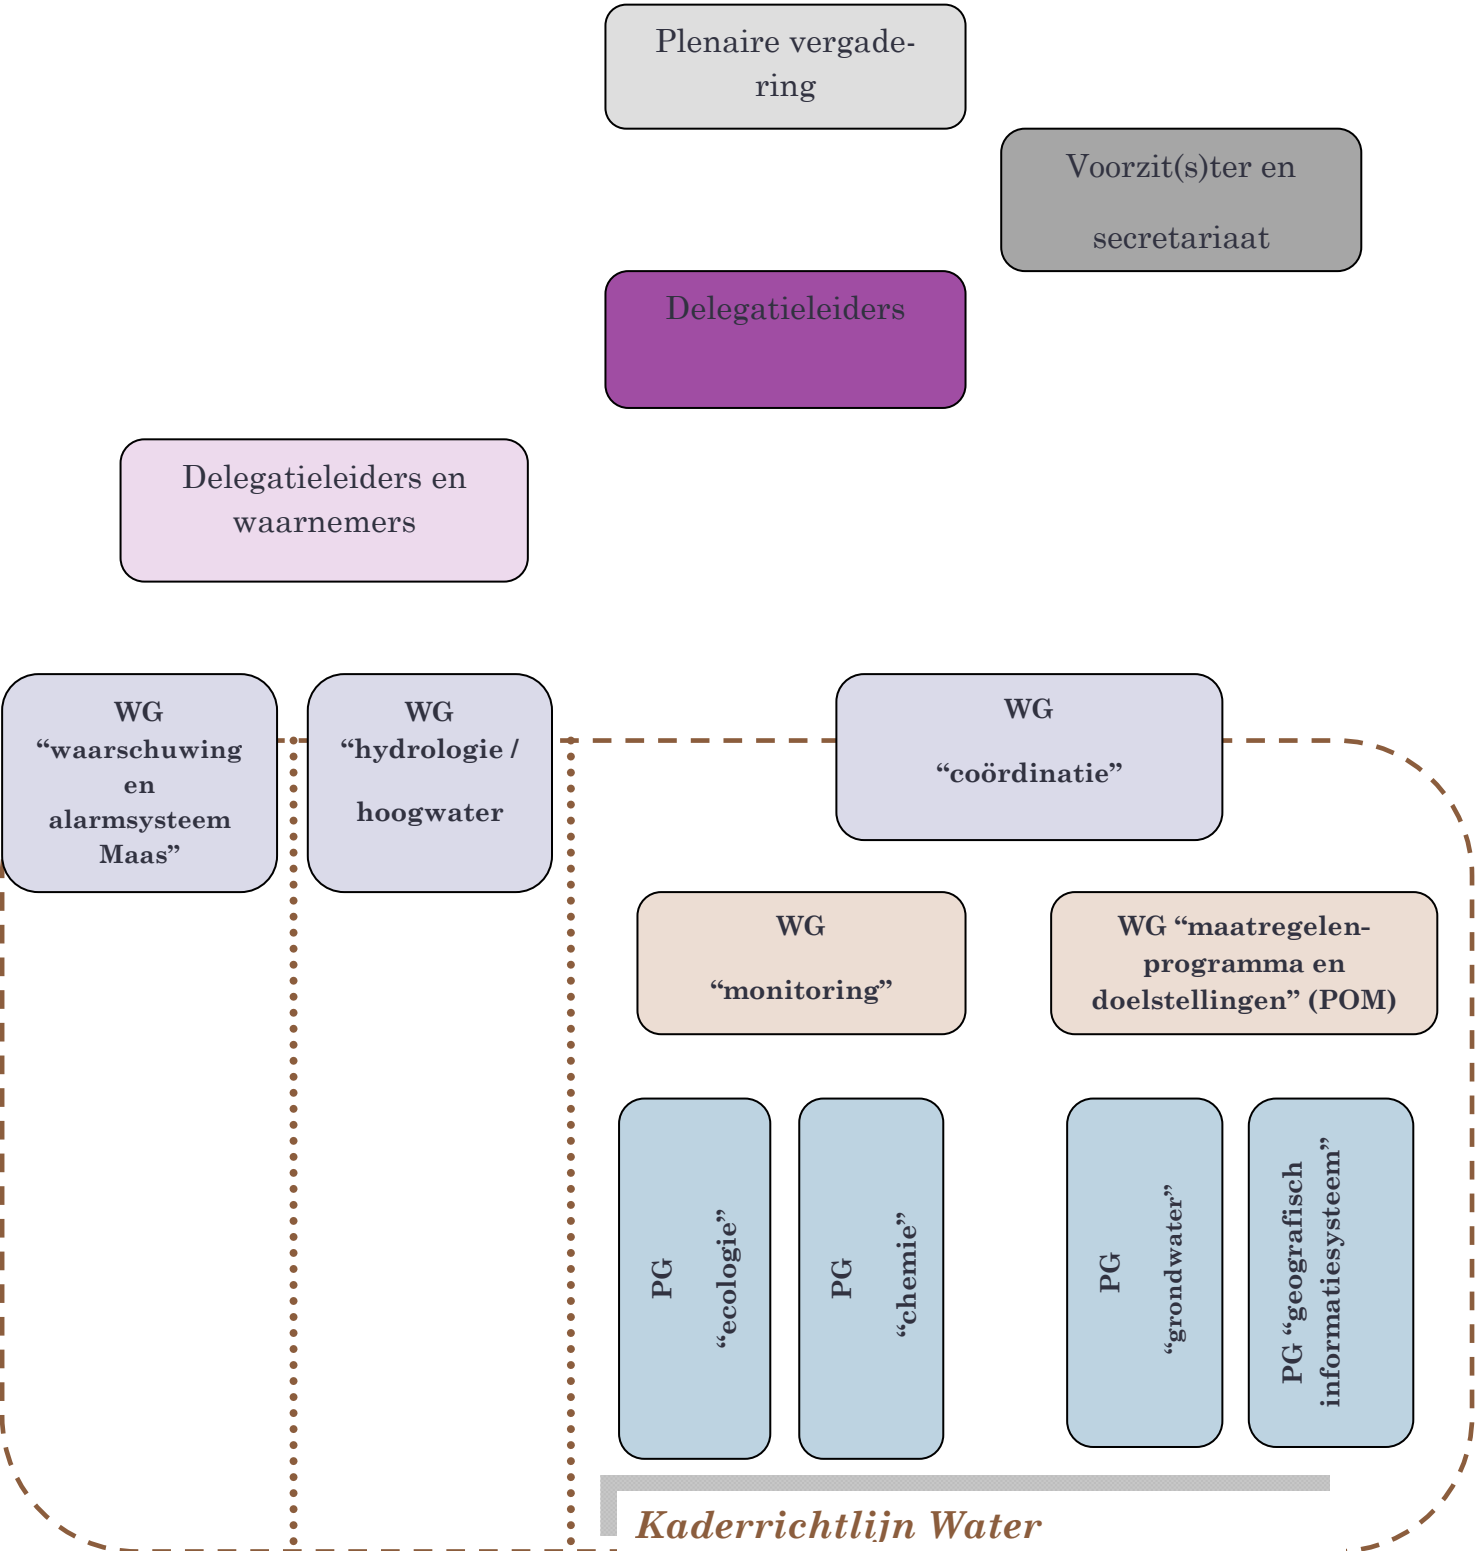 Plenaire vergade-
ring
Voorzit(s)ter en
secretariaat
Delegatieleiders
Delegatieleiders en
waarnemers
WG
“waarschuwing
en
alarmsysteem
Maas”
WG
“hydrologie /
hoogwater
WG
“coördinatie”
WG
“monitoring”
WG “maatregelen-
programma en
doelstellingen” (POM)
PG
“ecologie”
PG
“chemie”
PG
“grondwater”
PG “geografisch
informatiesysteem”
Kaderrichtlijn Water